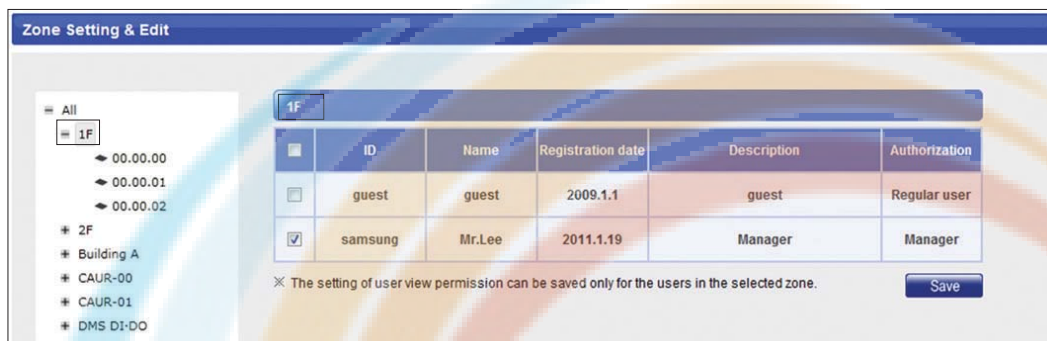 Zone Setting & Edit
All
1F
00.00.00
00.00.01
00.00.02
2F
Building A
CAUR-00
CAUR-01
DMS DI-DO
1F
ID Name Registration date Description Authorization
guest guest 2009.1.1 guest Regular user
samsung Mr.Lee 2011.1.19 Manager Manager
※ The setting of user view permission can be saved only for the users in the selected zone.
Save